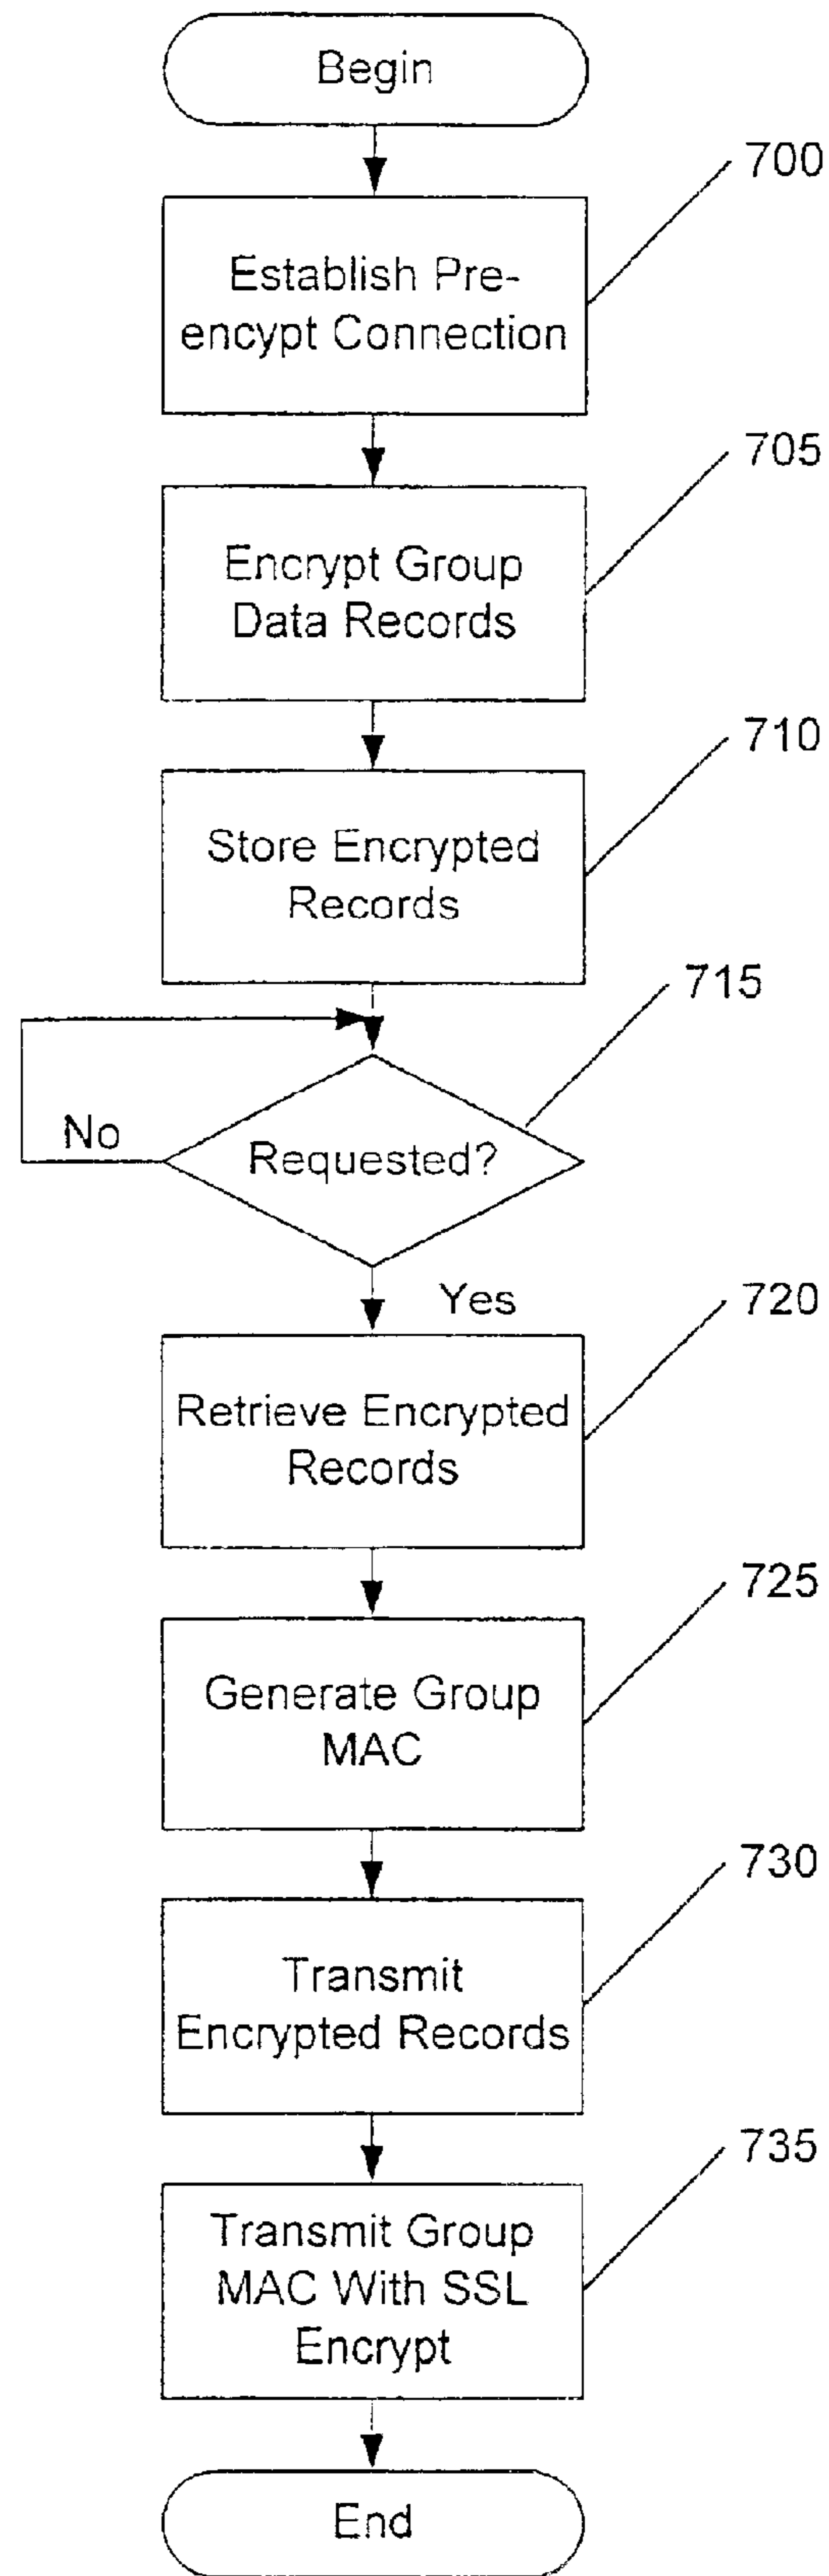 Begin
700
Establish Pre-
encypt Connection
705
Encrypt Group
Data Records
710
Store Encrypted
Records
715
No
Requested?
Yes
720
Retrieve Encrypted
Records
725
Generate Group
MAC
730
Transmit
Encrypted Records
735
Transmit Group
MAC With SSL
Encrypt
End